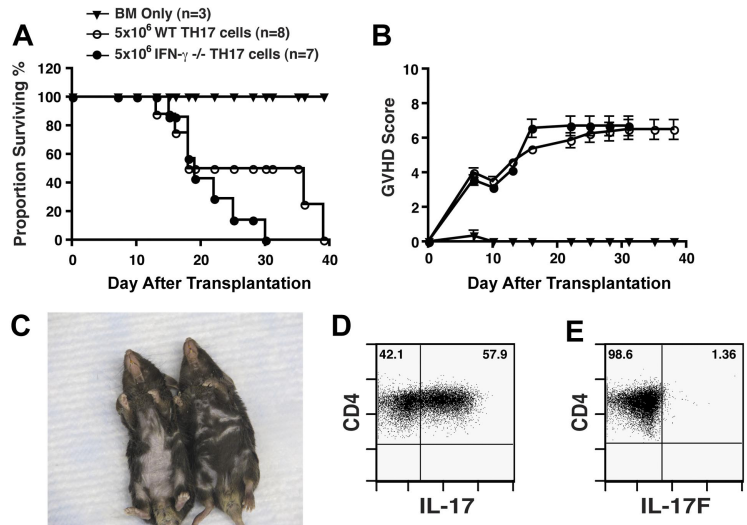 BM Only (n=3)
5x10⁶ WT TH17 cells (n=8)
5x10⁶ IFN-γ -/- TH17 cells (n=7)
A
Proportion Surviving %
120
100
80
60
40
20
0
0 10 20 30 40
Day After Transplantation
B
GVHD Score
10
8
6
4
2
0
0 10 20 30 40
Day After Transplantation
C
D
42.1 57.9
CD4
IL-17
E
98.6 1.36
CD4
IL-17F